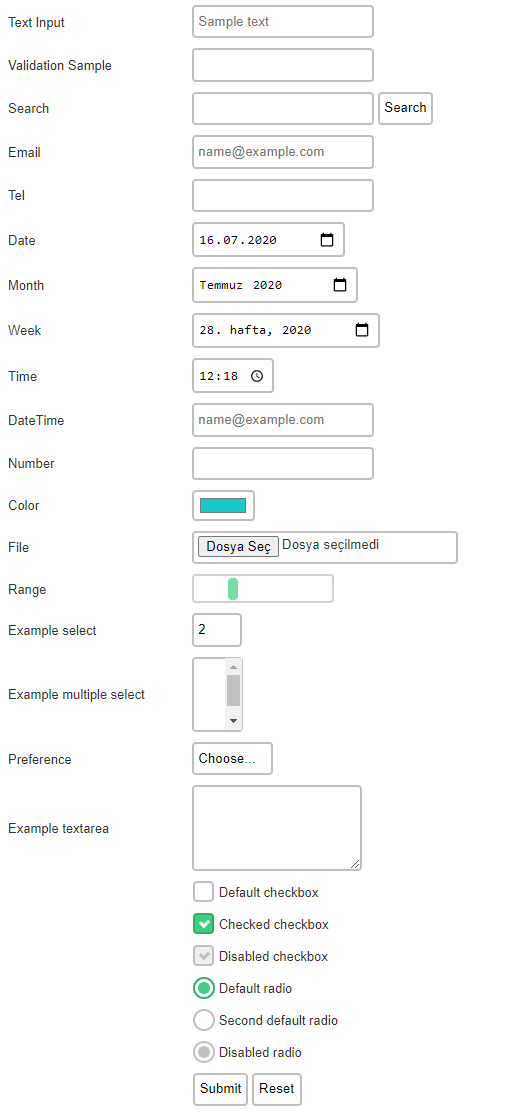 Text Input Sample text
Validation Sample
Search Search
Email name@example.com
Tel
Date 16.07.2020
Month Temmuz 2020
Week 28. hafta, 2020
Time 12:18
DateTime name@example.com
Number
Color
File Dosya Seç Dosya seçilmedi
Range
Example select 2
Example multiple select
Preference Choose...
Example textarea
Default checkbox
Checked checkbox
Disabled checkbox
Default radio
Second default radio
Disabled radio
Submit Reset